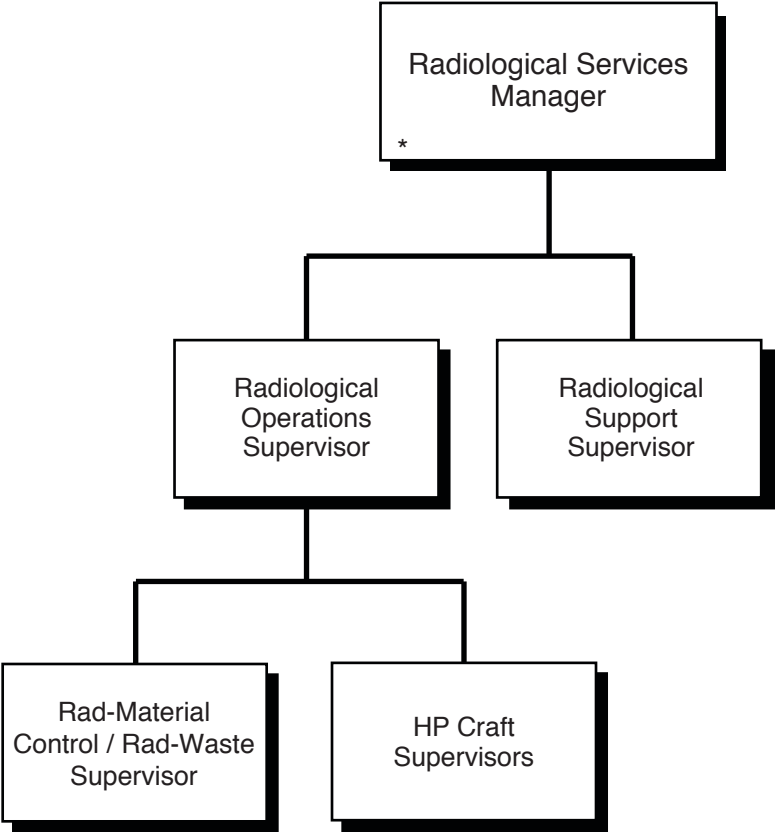 Radiological Services
Manager
*
Radiological
Operations
Supervisor
Radiological
Support
Supervisor
Rad-Material
Control / Rad-Waste
Supervisor
HP Craft
Supervisors